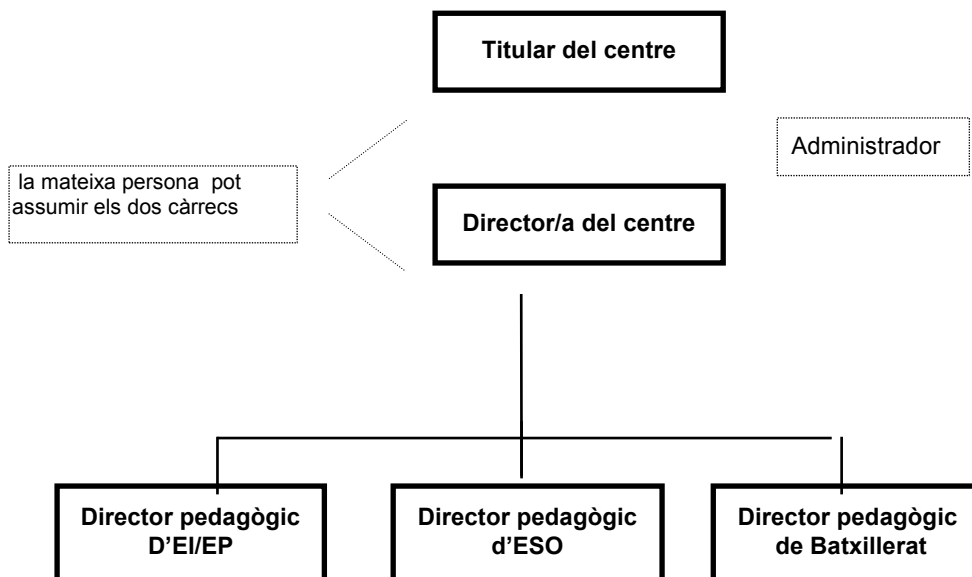 Titular del centre
Administrador
la mateixa persona pot
assumir els dos càrrecs
Director/a del centre
Director pedagògic
D’EI/EP
Director pedagògic
d’ESO
Director pedagògic
de Batxillerat